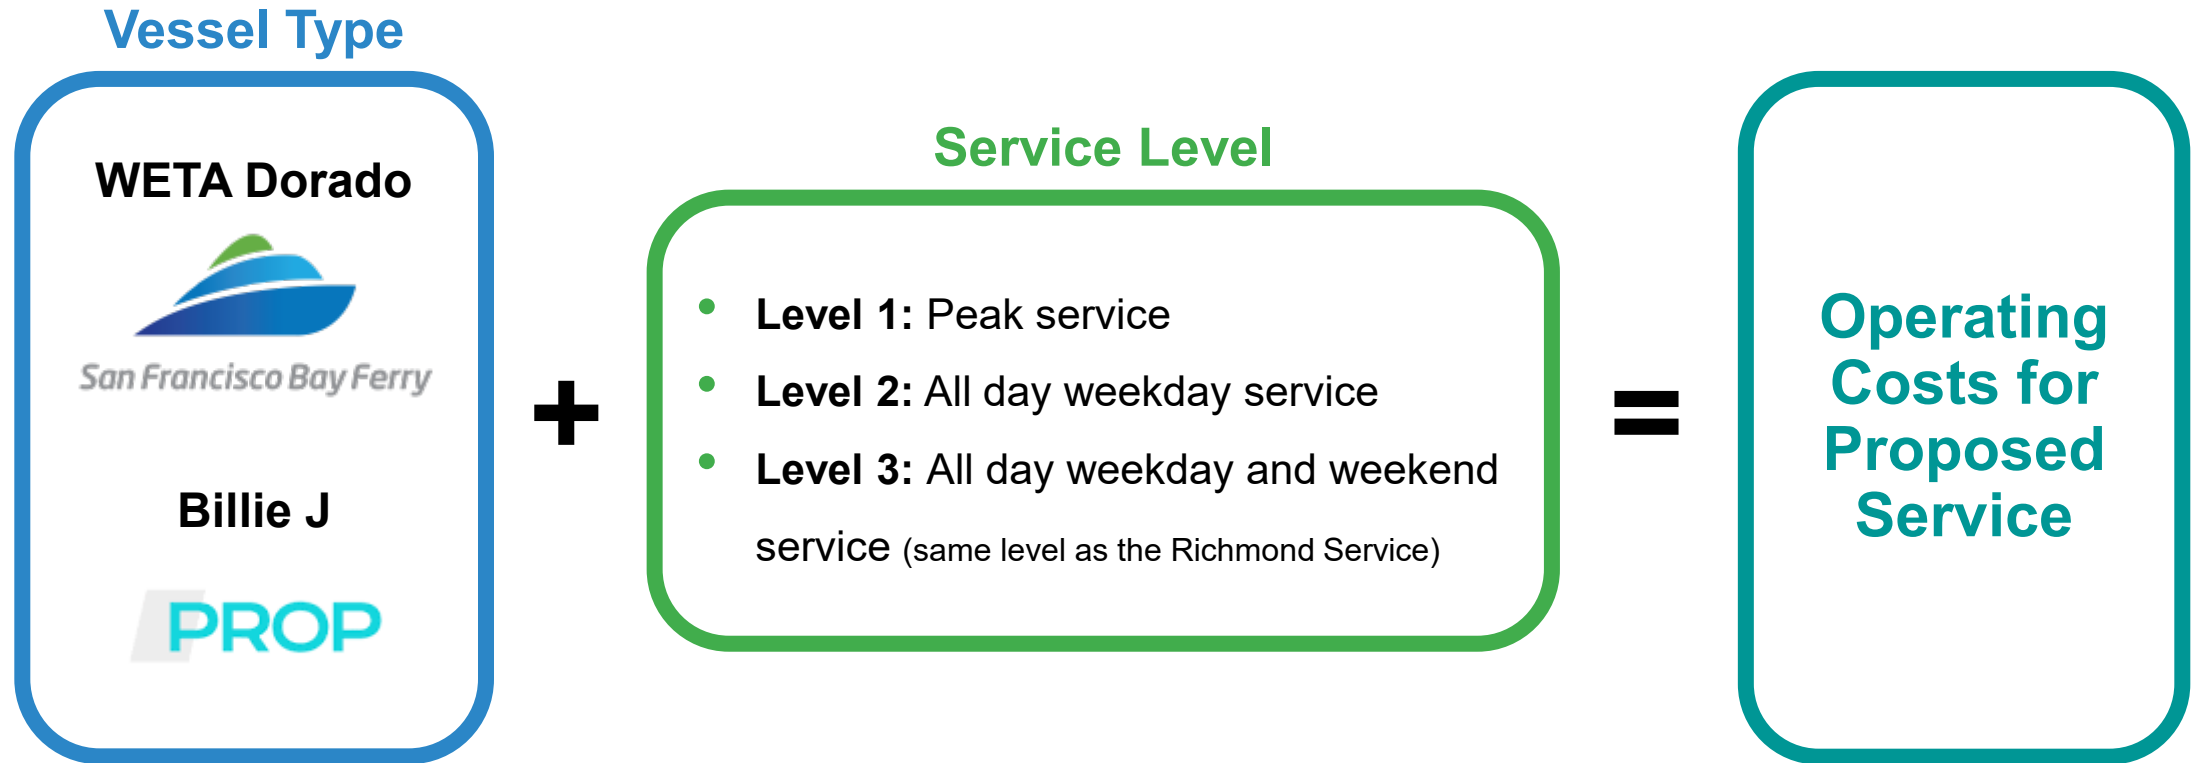 Vessel Type
WETA Dorado
San Francisco Bay Ferry
Billie J
PROP
+
Service Level
• Level 1: Peak service
• Level 2: All day weekday service
• Level 3: All day weekday and weekend
service (same level as the Richmond Service)
=
Operating
Costs for
Proposed
Service